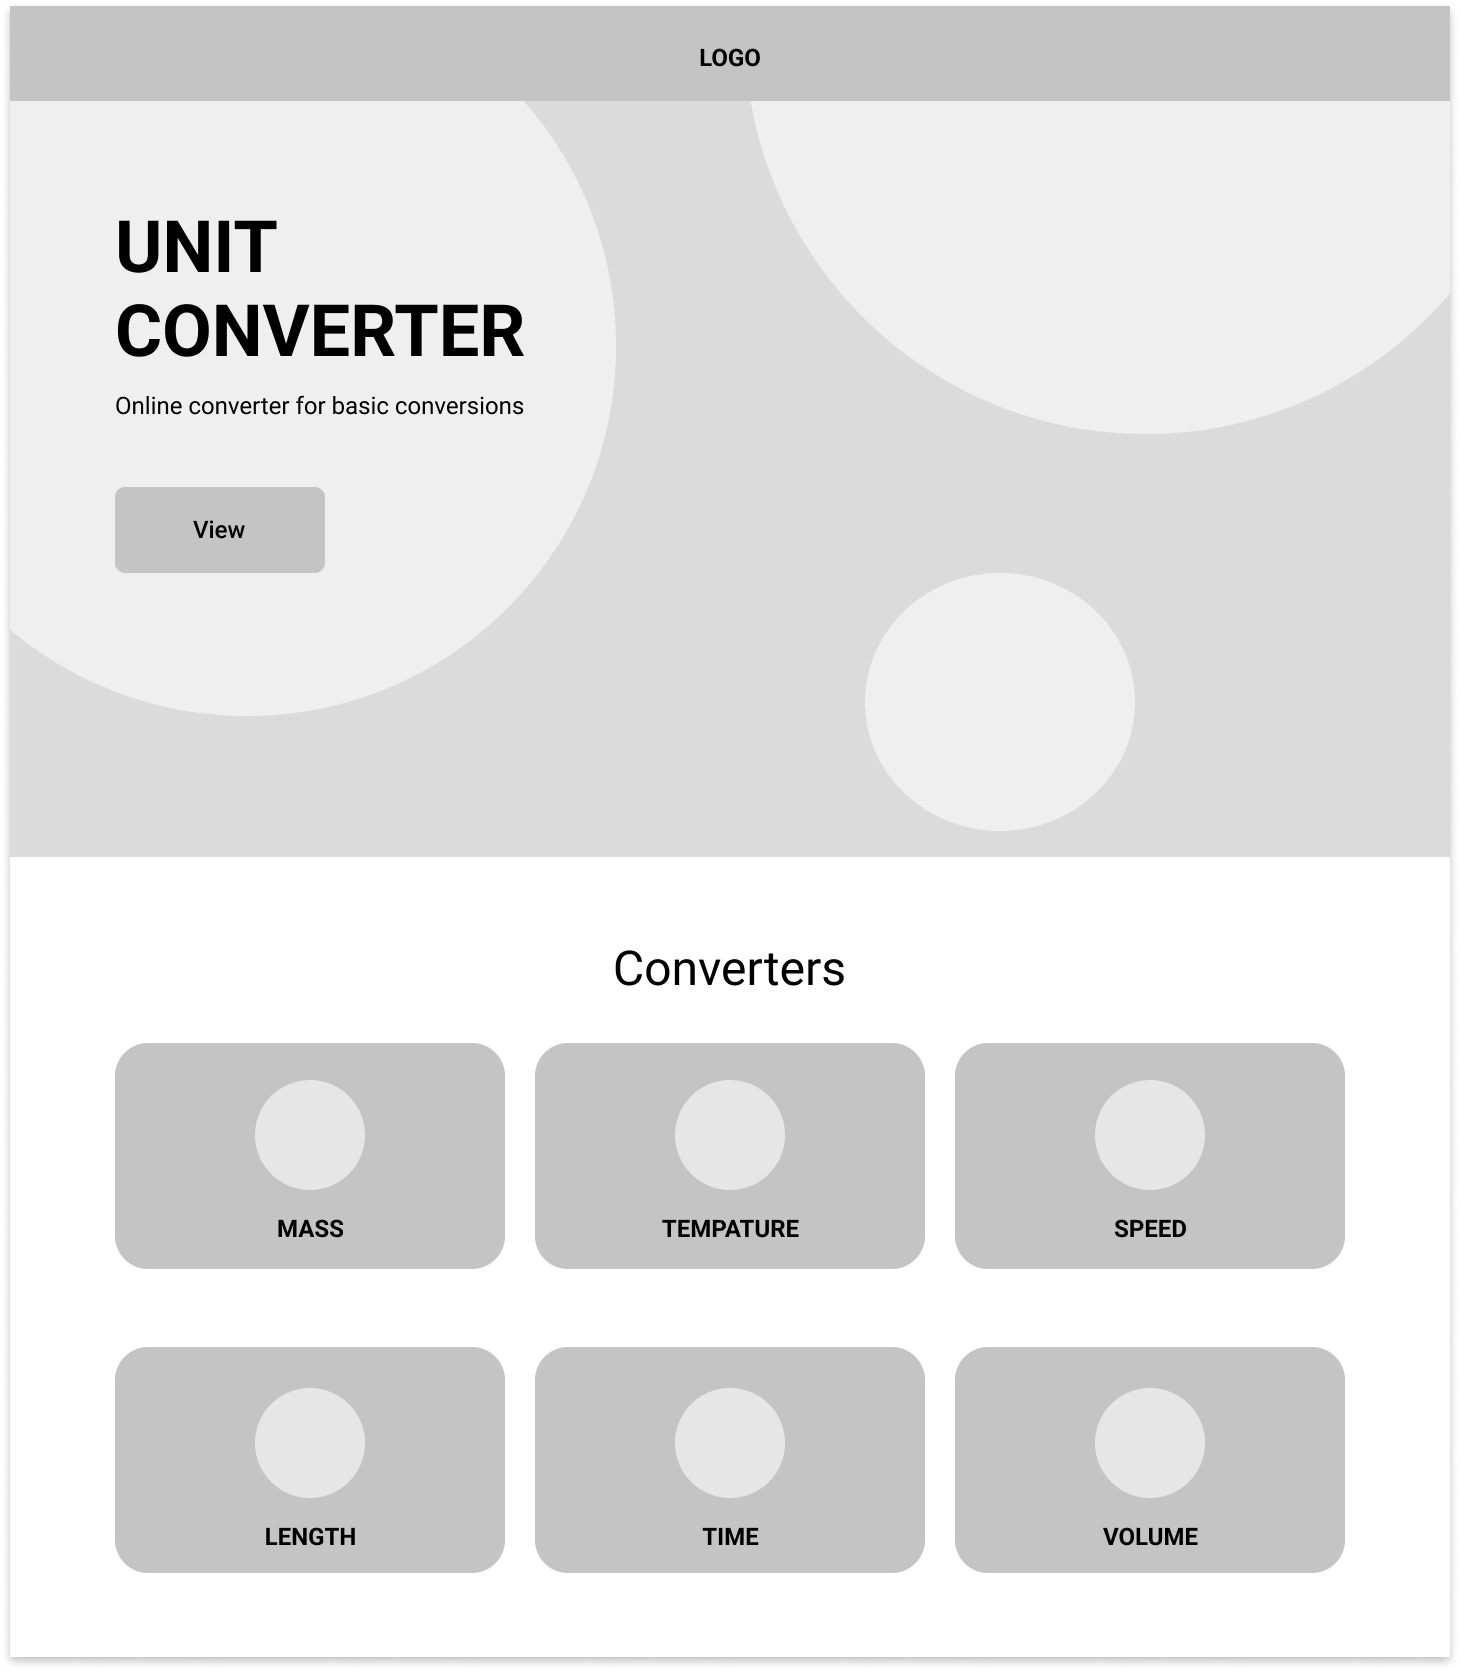 LOGO
UNIT
CONVERTER
Online converter for basic conversions
View
Converters
MASS
TEMPATURE
SPEED
LENGTH
TIME
VOLUME